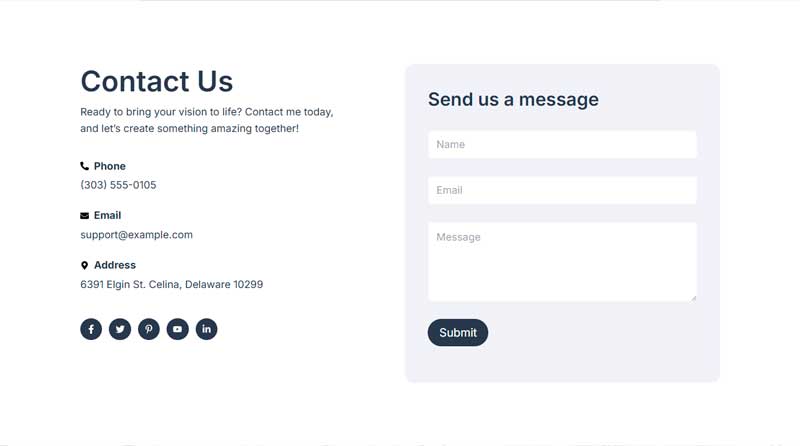 Contact Us
Ready to bring your vision to life? Contact me today,
and let's create something amazing together!
Phone
(303) 555-0105
Email
support@example.com
Address
6391 Elgin St. Celina, Delaware 10299
Send us a message
Name
Email
Message
Submit